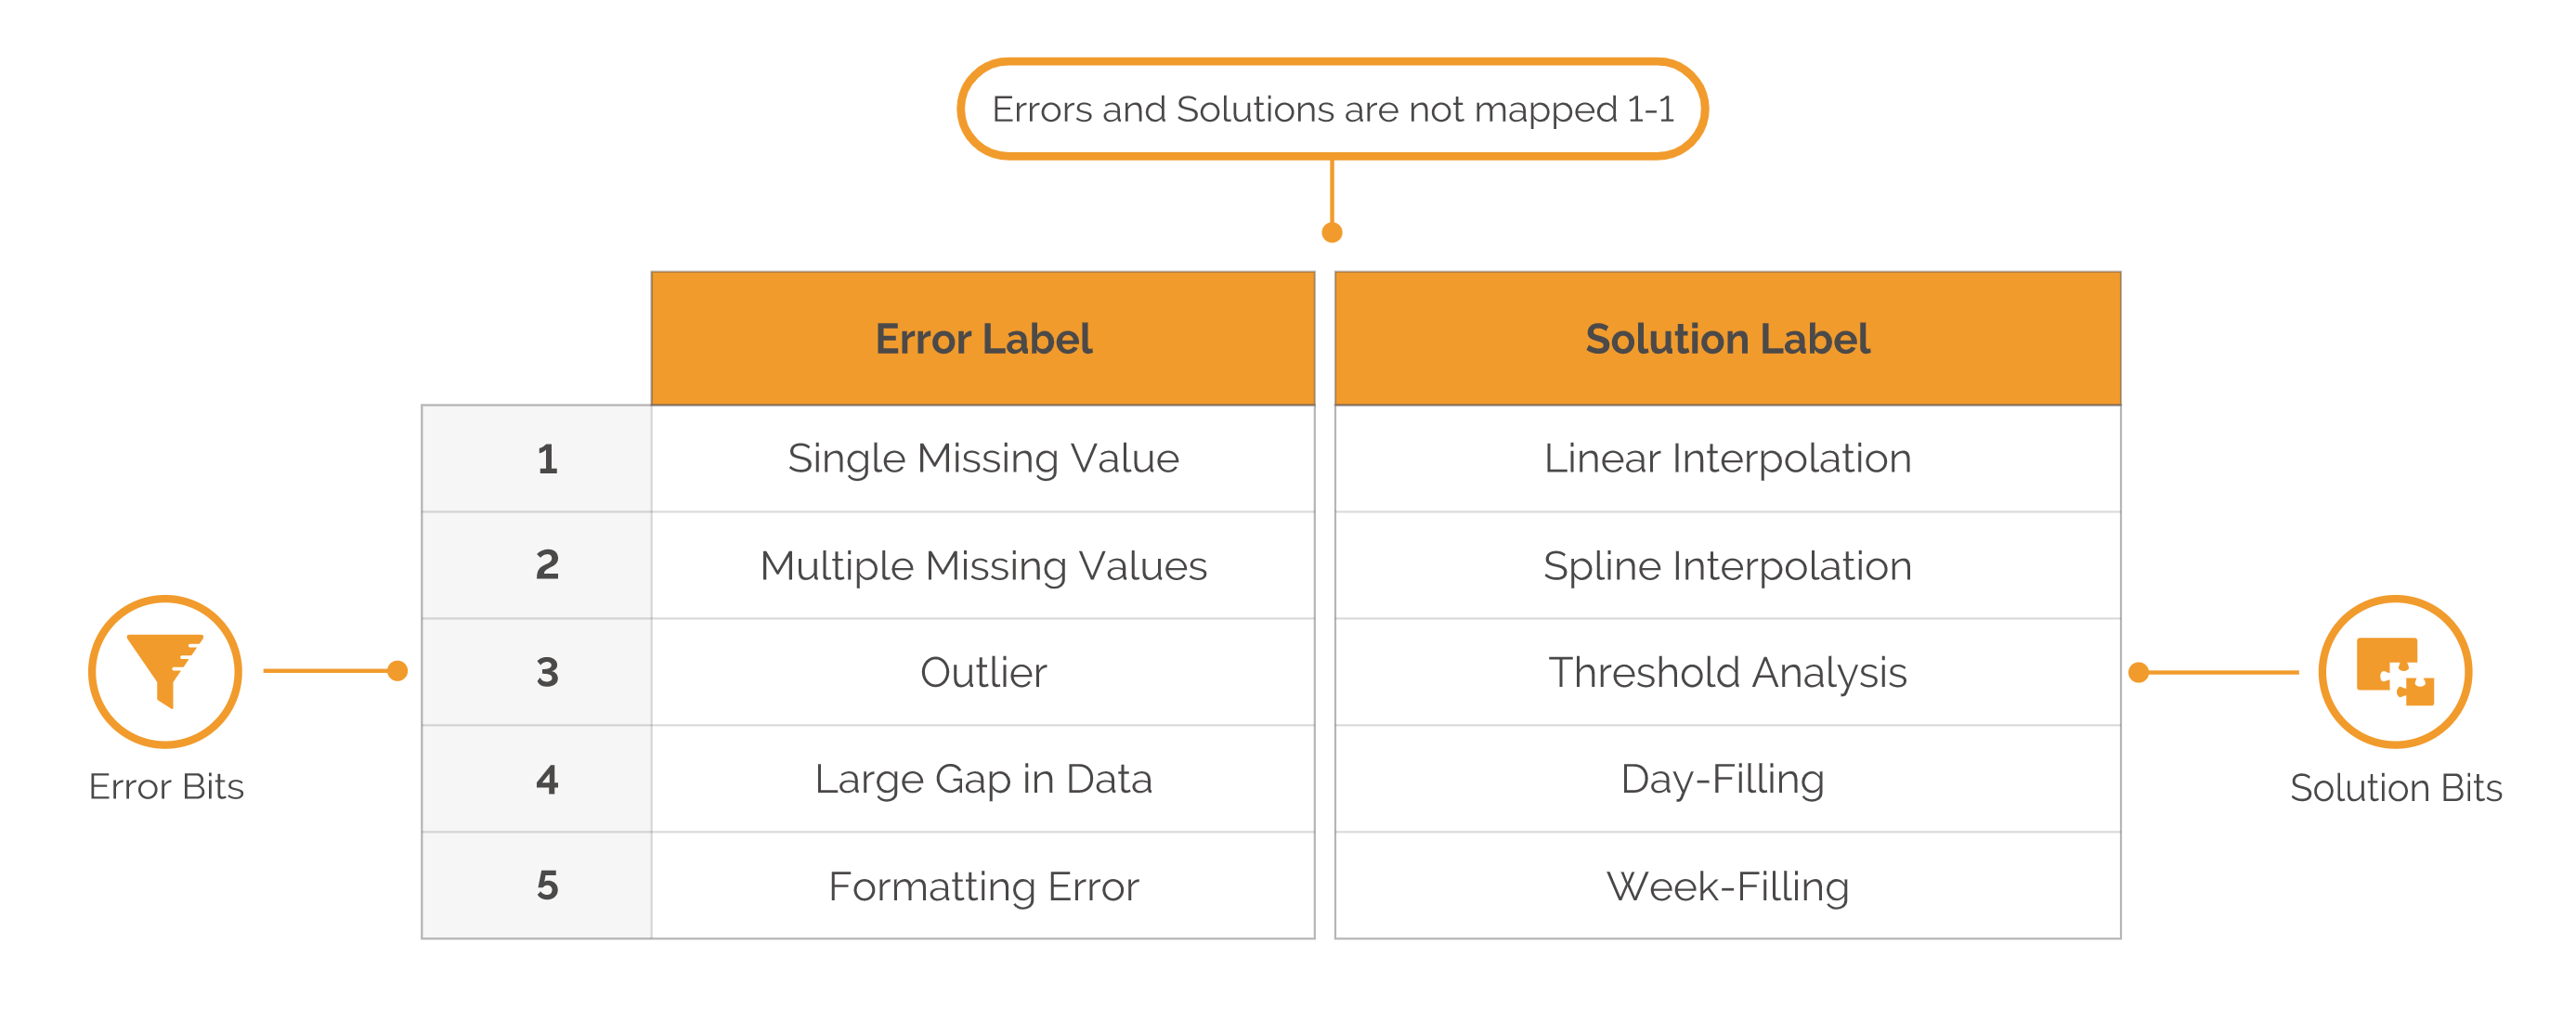 Errors and Solutions are not mapped 1-1
Error Label
Solution Label
1
Single Missing Value
Linear Interpolation
2
Multiple Missing Values
Spline Interpolation
3
Outlier
Threshold Analysis
4
Large Gap in Data
Day-Filling
5
Formatting Error
Week-Filling
Error Bits
Solution Bits